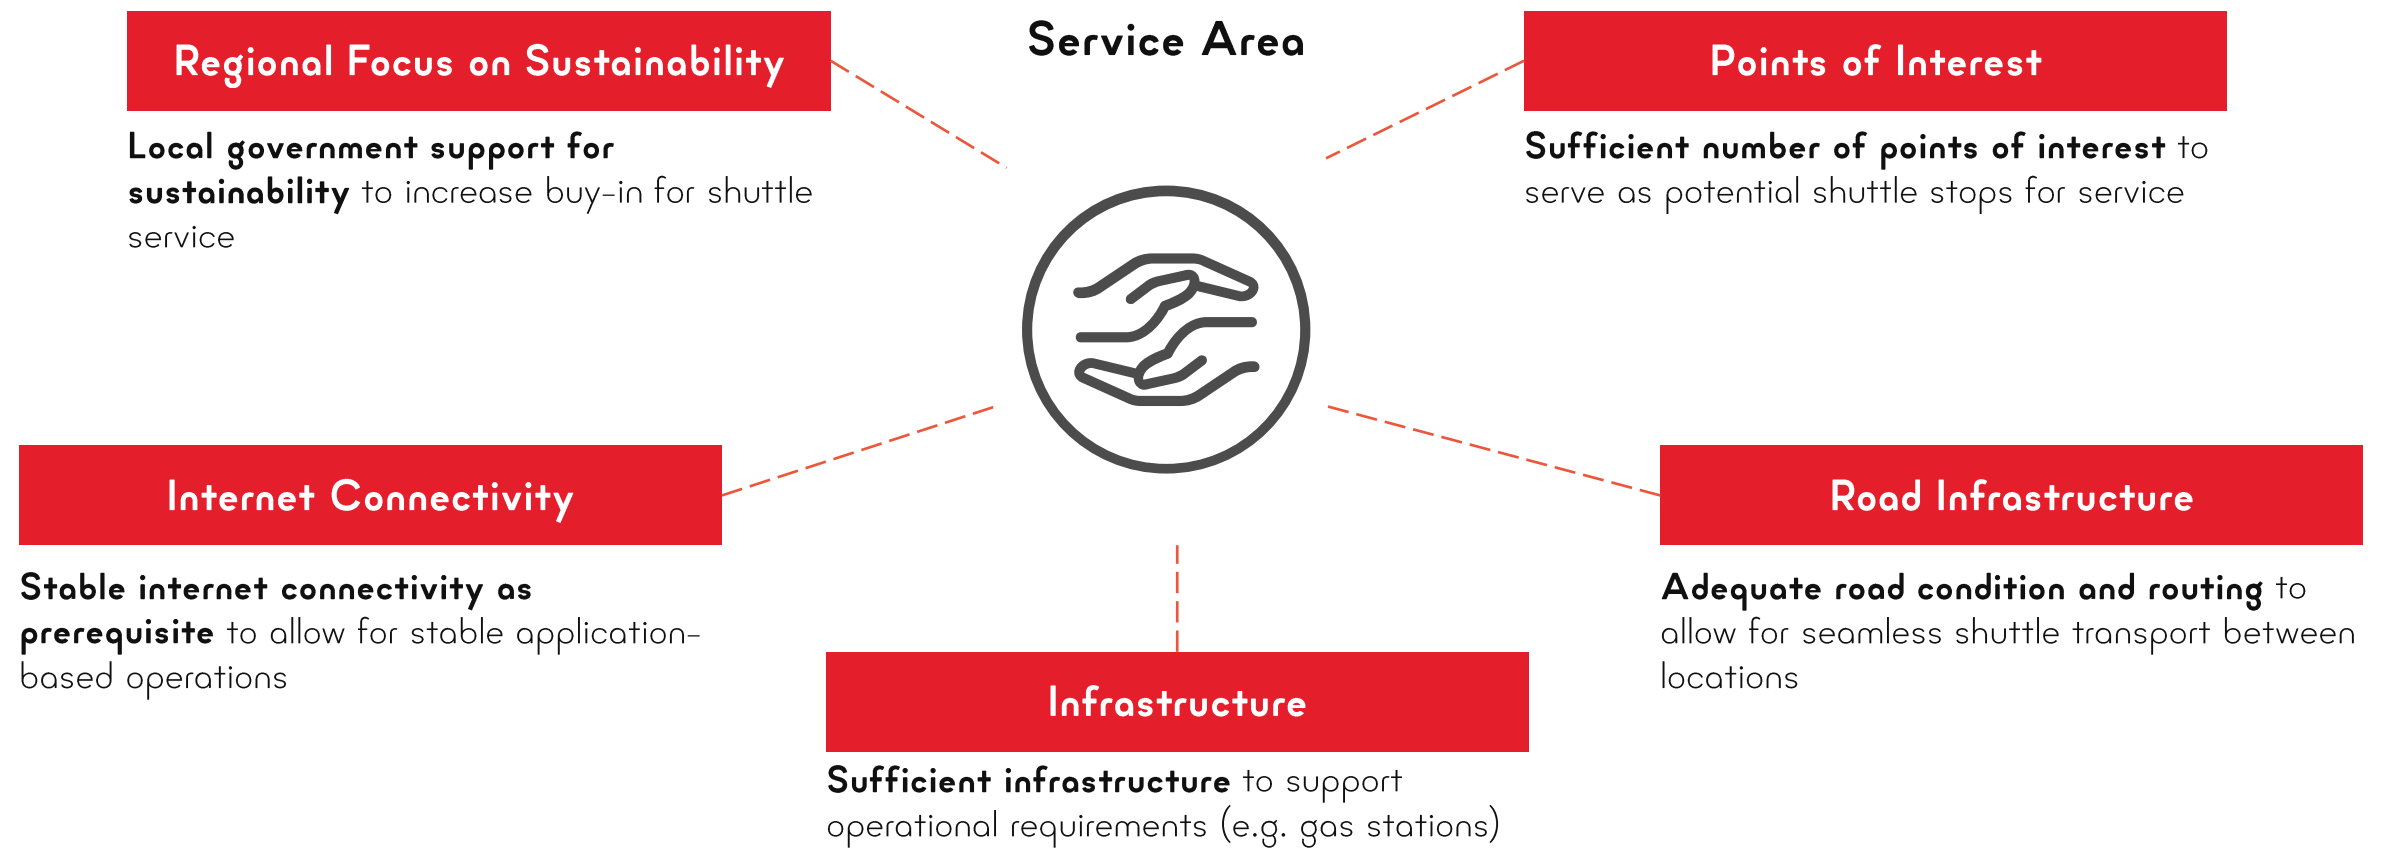 Service Area
Regional Focus on Sustainability
Local government support for
sustainability to increase buy-in for shuttle
service
Points of Interest
Sufficient number of points of interest to
serve as potential shuttle stops for service
Internet Connectivity
Stable internet connectivity as
prerequisite to allow for stable application-
based operations
Road Infrastructure
Adequate road condition and routing to
allow for seamless shuttle transport between
locations
Infrastructure
Sufficient infrastructure to support
operational requirements (e.g. gas stations)